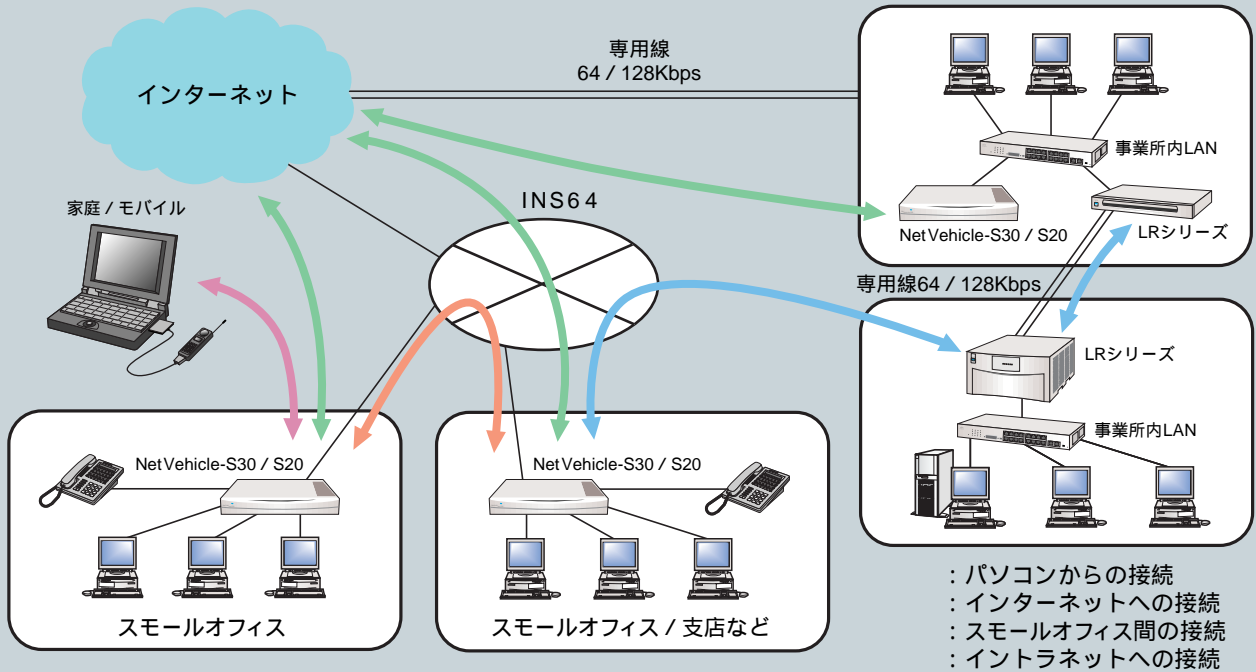 専用線
64 / 128Kbps
インターネット
事業所内LAN
INS64
家庭 / モバイル
NetVehicle-S30 / S20
LRシリーズ
専用線64 / 128Kbps
LRシリーズ
事業所内LAN
NetVehicle-S30 / S20
NetVehicle-S30 / S20
スモールオフィス
スモールオフィス / 支店など
：パソコンからの接続
：インターネットへの接続
：スモールオフィス間の接続
：イントラネットへの接続